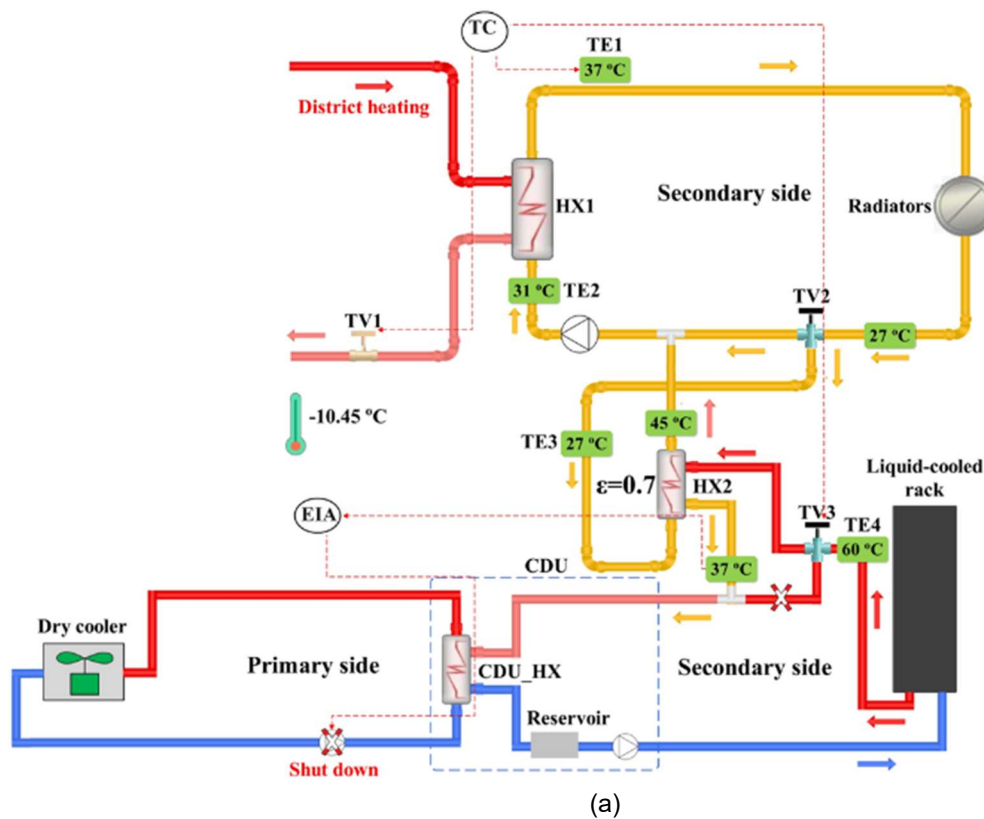 TC
TE1
37 ºC
District heating
HX1
Secondary side
Radiators
31 ºC
TE2
TV2
TV1
27 ºC
-10.45 ºC
TE3
27 ºC
45 ºC
Liquid-cooled
rack
ε=0.7
HX2
TV3
TE4
EIA
60 ºC
CDU
37 ºC
Dry cooler
Primary side
CDU_HX
Secondary side
Reservoir
Shut down
(a)